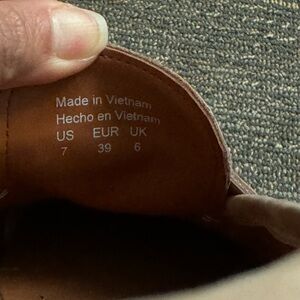 Made in Vietnam
Hecho en Vietnam
US EUR UK
7 39 6